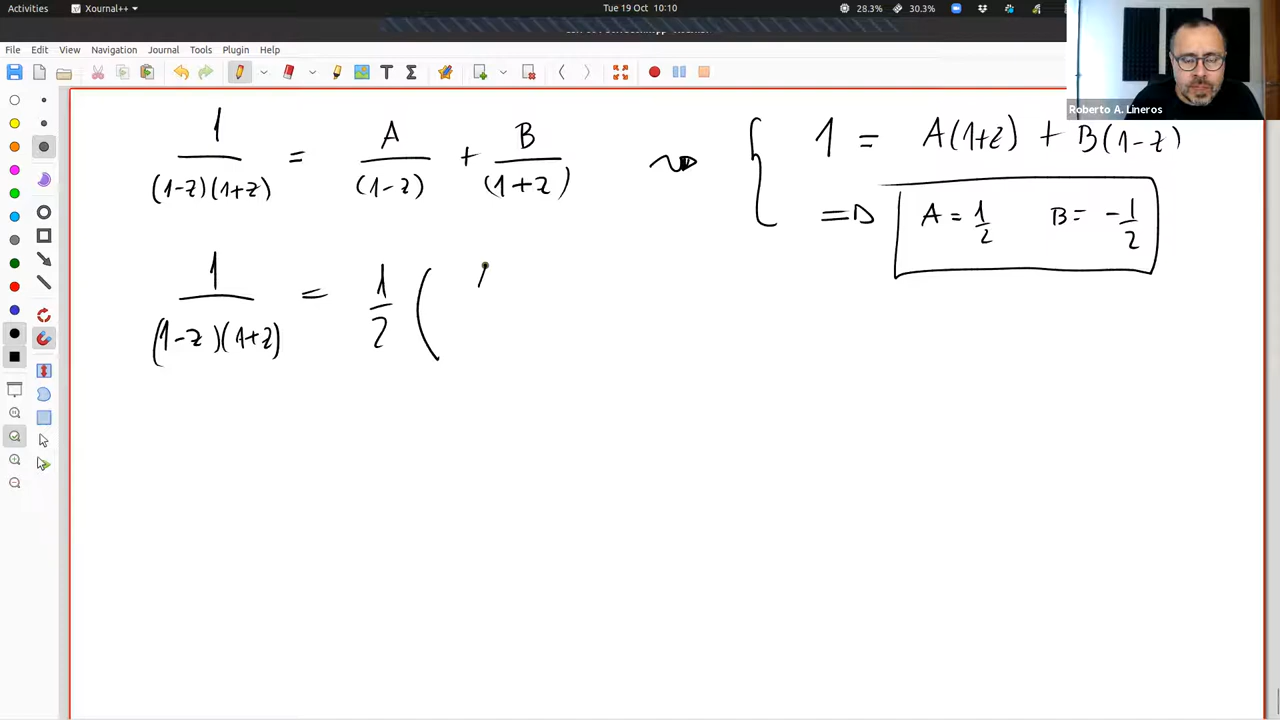 Activities Xournal++ Tue 19 Oct 10:10 28.3% 30.3%
File Edit View Navigation Journal Tools Plugin Help
Roberto A. Lineros
1/((1-z)(1+z)) = A/(1-z) + B/(1+z) ⇝ { 1 = A(1+z) + B(1-z)
=> A = 1/2 B = -1/2
1/((1-z)(1+z)) = 1/2 (